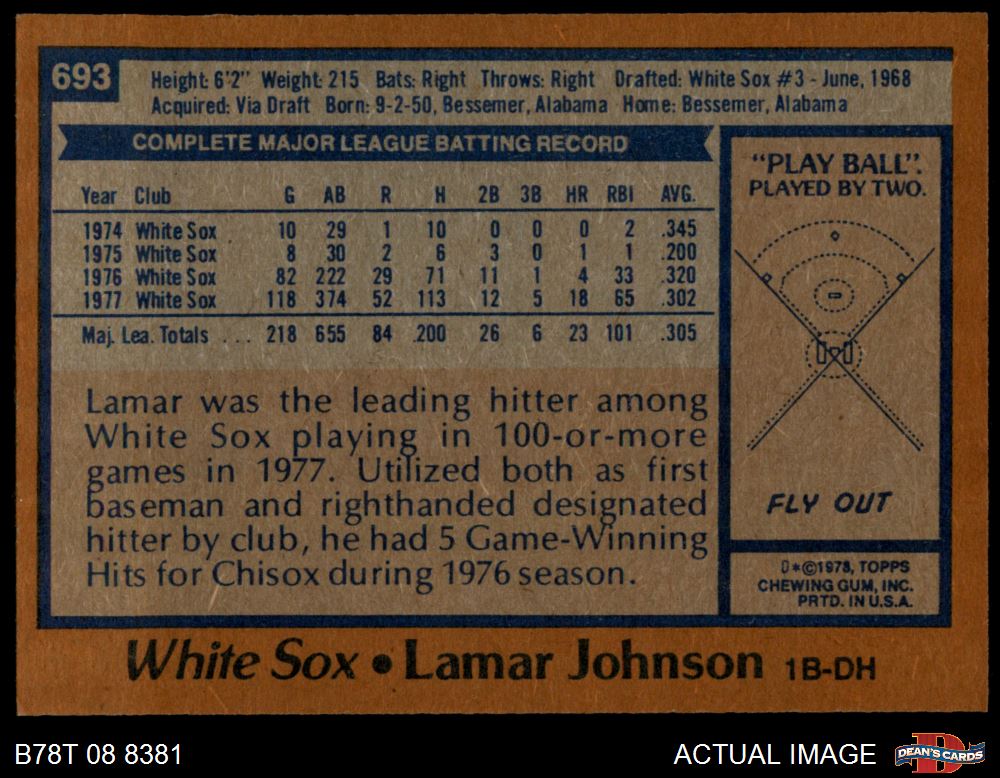 693
Height: 6'2" Weight: 215 Bats: Right Throws: Right Drafted: White Sox #3 - June, 1968
Acquired: Via Draft Born: 9-2-50, Bessemer, Alabama Home: Bessemer, Alabama
COMPLETE MAJOR LEAGUE BATTING RECORD
Year Club G AB R H 2B 3B HR RBI AVG.
1974 White Sox 10 29 1 10 0 0 0 2 .345
1975 White Sox 8 30 2 6 3 0 1 1 .200
1976 White Sox 82 222 29 71 11 1 4 33 .320
1977 White Sox 118 374 52 113 12 5 18 65 .302
Maj. Lea. Totals ... 218 655 84 200 26 6 23 101 .305
Lamar was the leading hitter among
White Sox playing in 100-or-more
games in 1977. Utilized both as first
baseman and righthanded designated
hitter by club, he had 5 Game-Winning
Hits for Chisox during 1976 season.
"PLAY BALL".
PLAYED BY TWO.
FLY OUT
*©1978, TOPPS
CHEWING GUM, INC.
PRTD. IN U.S.A.
White Sox • Lamar Johnson 1B-DH
B78T 08 8381
ACTUAL IMAGE
DEAN'S CARDS